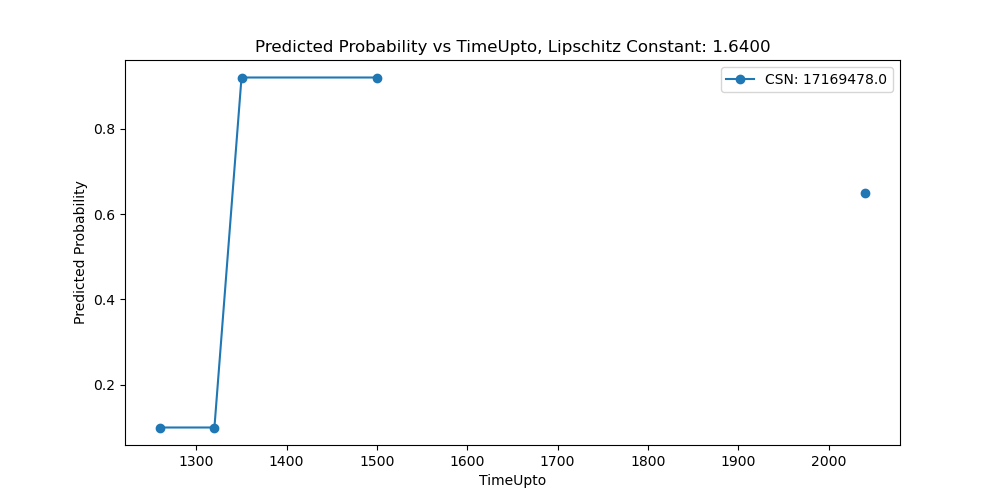 Predicted Probability vs TimeUpto, Lipschitz Constant: 1.6400
CSN: 17169478.0
Predicted Probability
0.8
0.6
0.4
0.2
1300 1400 1500 1600 1700 1800 1900 2000
TimeUpto